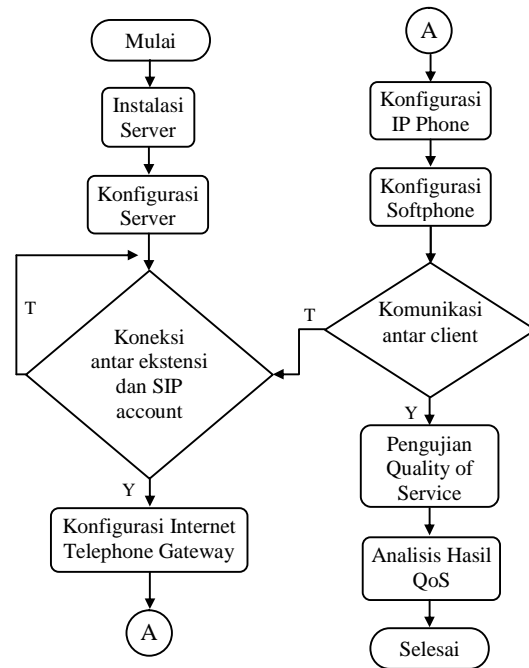 Mulai
Instalasi
Server
Konfigurasi
Server
T
Koneksi
antar ekstensi
dan SIP
account
Y
Konfigurasi Internet
Telephone Gateway
A
A
Konfigurasi
IP Phone
Konfigurasi
Softphone
T
Komunikasi
antar client
Y
Pengujian
Quality of
Service
Analisis Hasil
QoS
Selesai